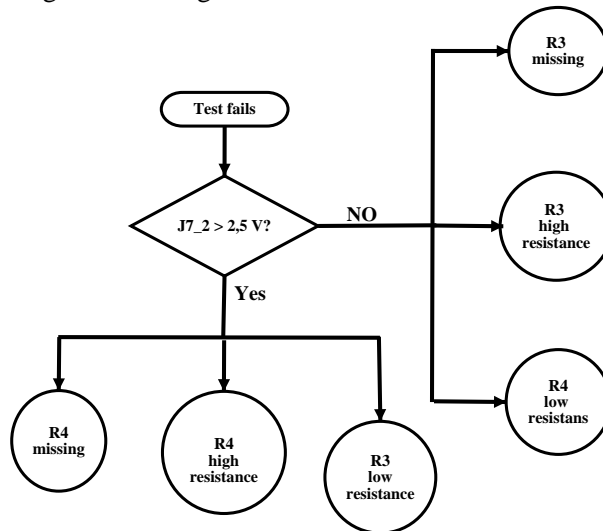 R3
missing
Test fails
J7_2 > 2,5 V?
NO
R3
high
resistance
Yes
R4
missing
R4
high
resistance
R3
low
resistance
R4
low
resistans